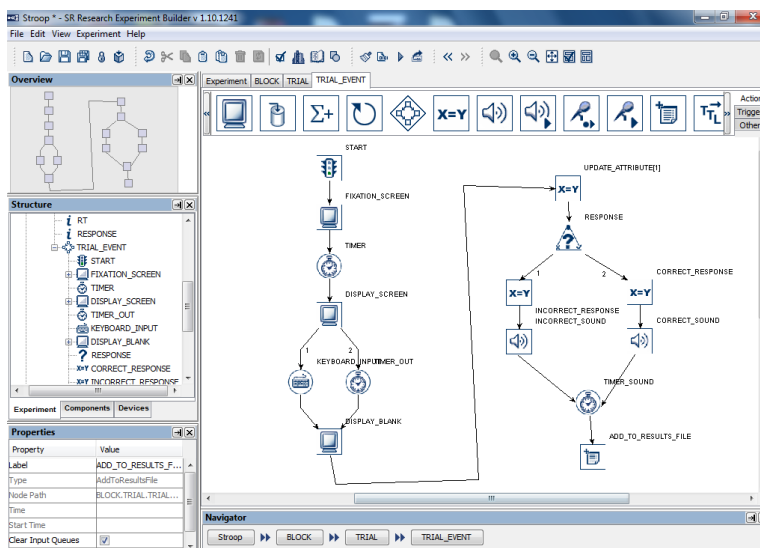 Stroop * - SR Research Experiment Builder v 1.10.1241
File Edit View Experiment Help
Overview
Experiment BLOCK TRIAL TRIAL_EVENT
Σ+
X=Y
TTL
Action
Trigge
Other
Structure
RT
RESPONSE
TRIAL_EVENT
START
FIXATION_SCREEN
TIMER
DISPLAY_SCREEN
TIMER_OUT
KEYBOARD_INPUT
DISPLAY_BLANK
? RESPONSE
X=Y CORRECT_RESPONSE
X=Y INCORRECT_RESPONSE
Experiment Components Devices
Properties
Property Value
Label ADD_TO_RESULTS_F...
Type AddToResultsFile
Node Path BLOCK.TRIAL.TRIAL...
Time
Start Time
Clear Input Queues
START
FIXATION_SCREEN
TIMER
DISPLAY_SCREEN
1 2
KEYBOARD_INPUT TIMER_OUT
DISPLAY_BLANK
UPDATE_ATTRIBUTE[1]
X=Y
RESPONSE
?
1 2
CORRECT_RESPONSE
X=Y X=Y
INCORRECT_RESPONSE
INCORRECT_SOUND
CORRECT_SOUND
TIMER_SOUND
ADD_TO_RESULTS_FILE
Navigator
Stroop BLOCK TRIAL TRIAL_EVENT